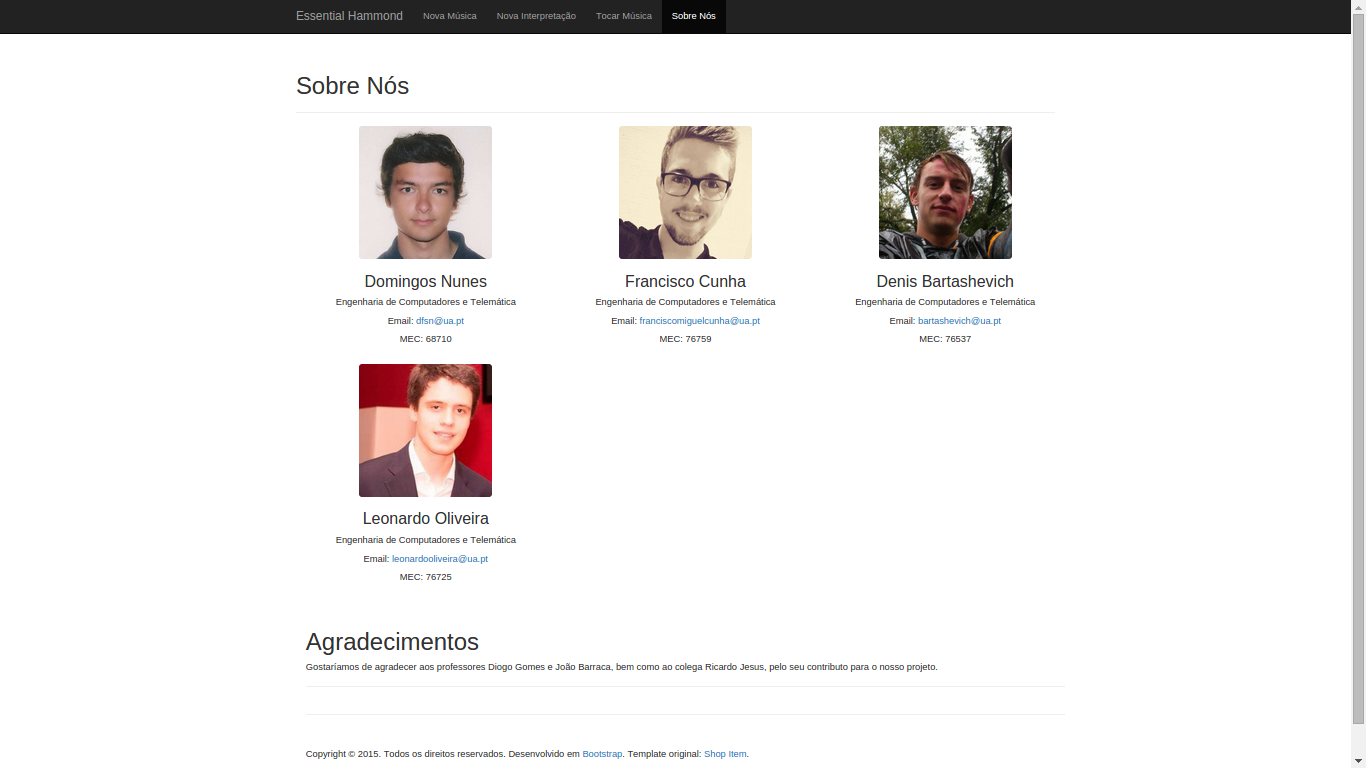 Essential Hammond Nova Música Nova Interpretação Tocar Música Sobre Nós
Sobre Nós
Domingos Nunes
Engenharia de Computadores e Telemática
Email: dfsn@ua.pt
MEC: 68710
Francisco Cunha
Engenharia de Computadores e Telemática
Email: franciscomiguelcunha@ua.pt
MEC: 76759
Denis Bartashevich
Engenharia de Computadores e Telemática
Email: bartashevich@ua.pt
MEC: 76537
Leonardo Oliveira
Engenharia de Computadores e Telemática
Email: leonardooliveira@ua.pt
MEC: 76725
Agradecimentos
Gostaríamos de agradecer aos professores Diogo Gomes e João Barraca, bem como ao colega Ricardo Jesus, pelo seu contributo para o nosso projeto.
Copyright © 2015. Todos os direitos reservados. Desenvolvido em Bootstrap. Template original: Shop Item.